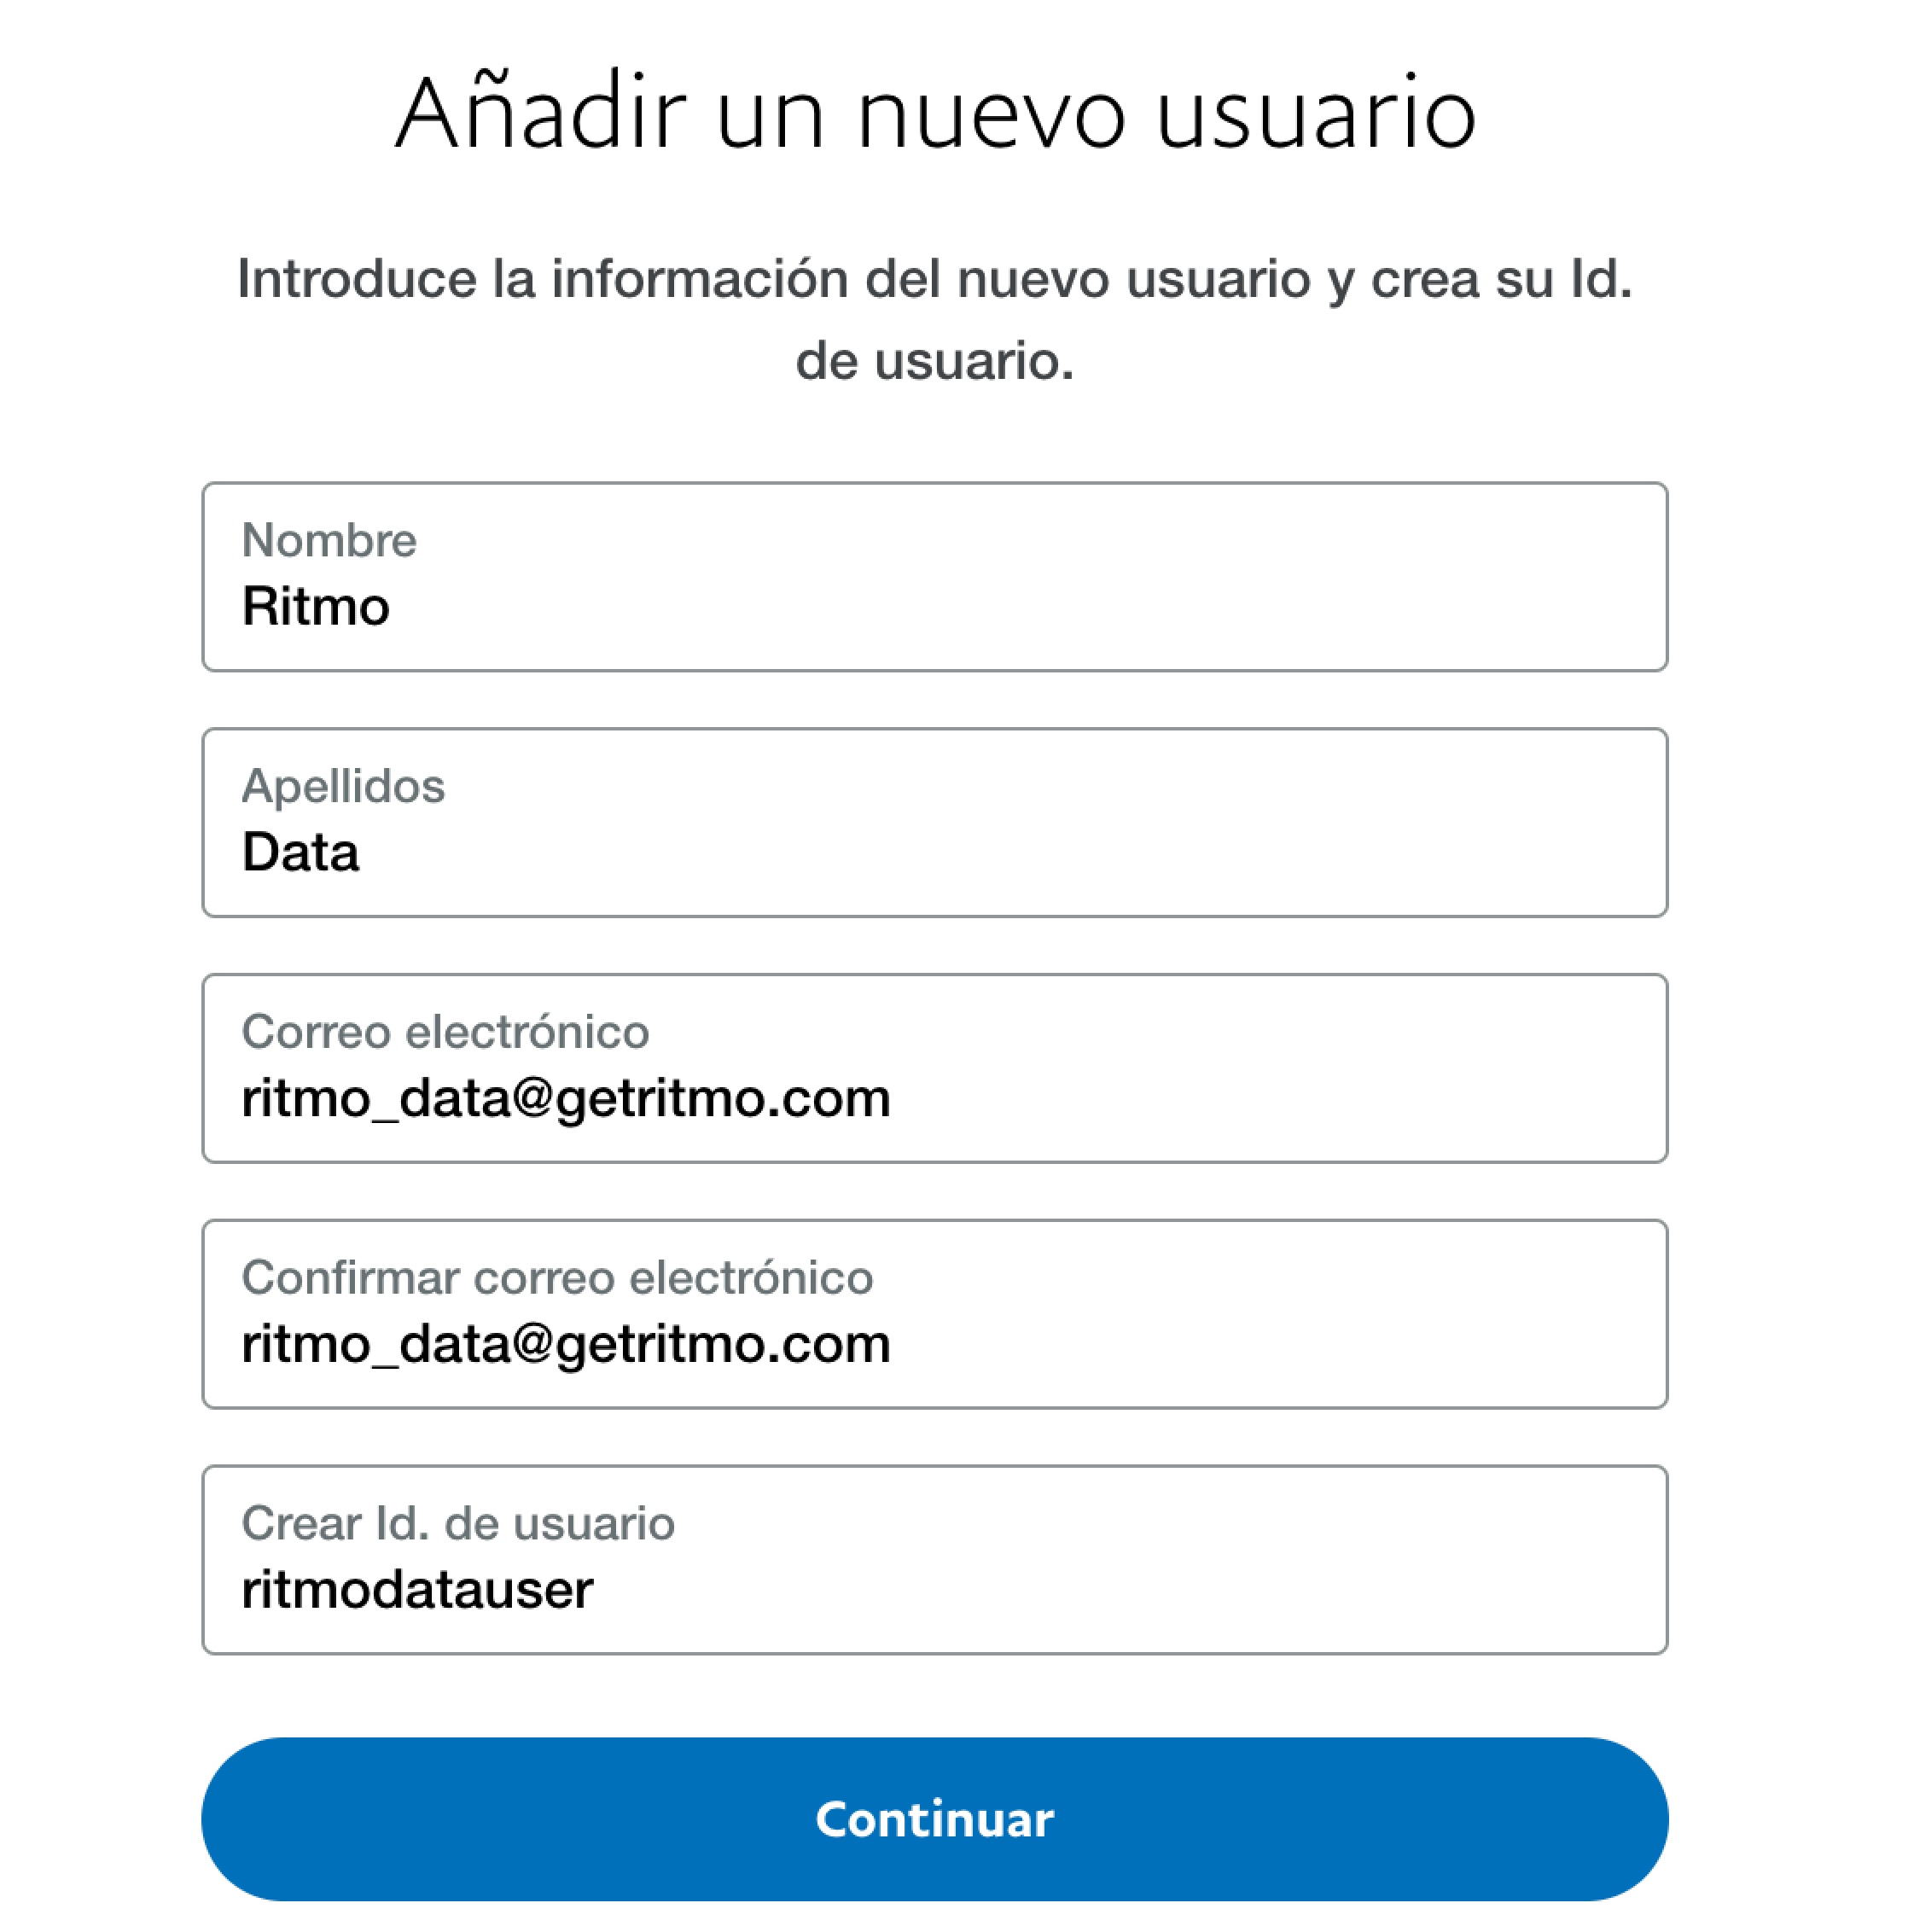 Añadir un nuevo usuario
Introduce la información del nuevo usuario y crea su Id.
de usuario.
Nombre
Ritmo
Apellidos
Data
Correo electrónico
ritmo_data@getritmo.com
Confirmar correo electrónico
ritmo_data@getritmo.com
Crear Id. de usuario
ritmodatauser
Continuar